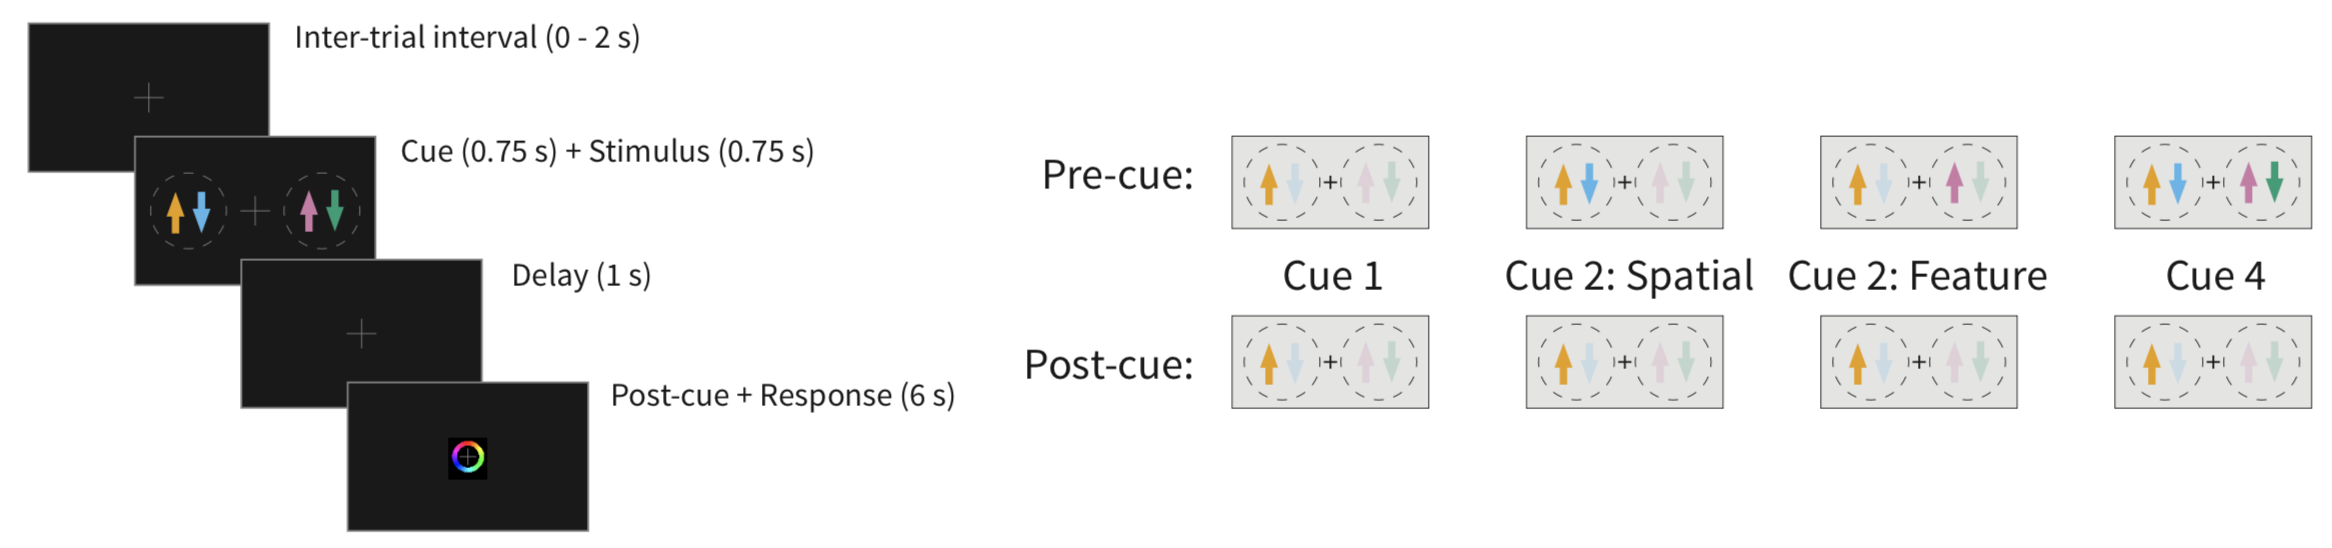 Inter-trial interval (0 - 2 s)
Cue (0.75 s) + Stimulus (0.75 s)
Delay (1 s)
Post-cue + Response (6 s)
Pre-cue:
Cue 1
Cue 2: Spatial
Cue 2: Feature
Cue 4
Post-cue: